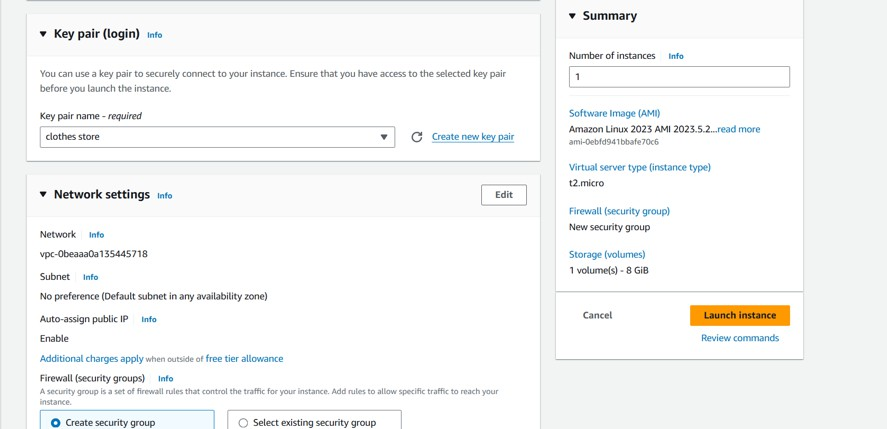 Key pair (login) Info
You can use a key pair to securely connect to your instance. Ensure that you have access to the selected key pair
before you launch the instance.
Key pair name - required
clothes store
Create new key pair
Network settings Info
Edit
Network Info
vpc-0beaaa0a135445718
Subnet Info
No preference (Default subnet in any availability zone)
Auto-assign public IP Info
Enable
Additional charges apply when outside of free tier allowance
Firewall (security groups) Info
A security group is a set of firewall rules that control the traffic for your instance. Add rules to allow specific traffic to reach your
instance.
Create security group
Select existing security group
Summary
Number of instances Info
1
Software Image (AMI)
Amazon Linux 2023 AMI 2023.5.2...read more
ami-0ebfd941bbafe70c6
Virtual server type (instance type)
t2.micro
Firewall (security group)
New security group
Storage (volumes)
1 volume(s) - 8 GiB
Cancel
Launch instance
Review commands